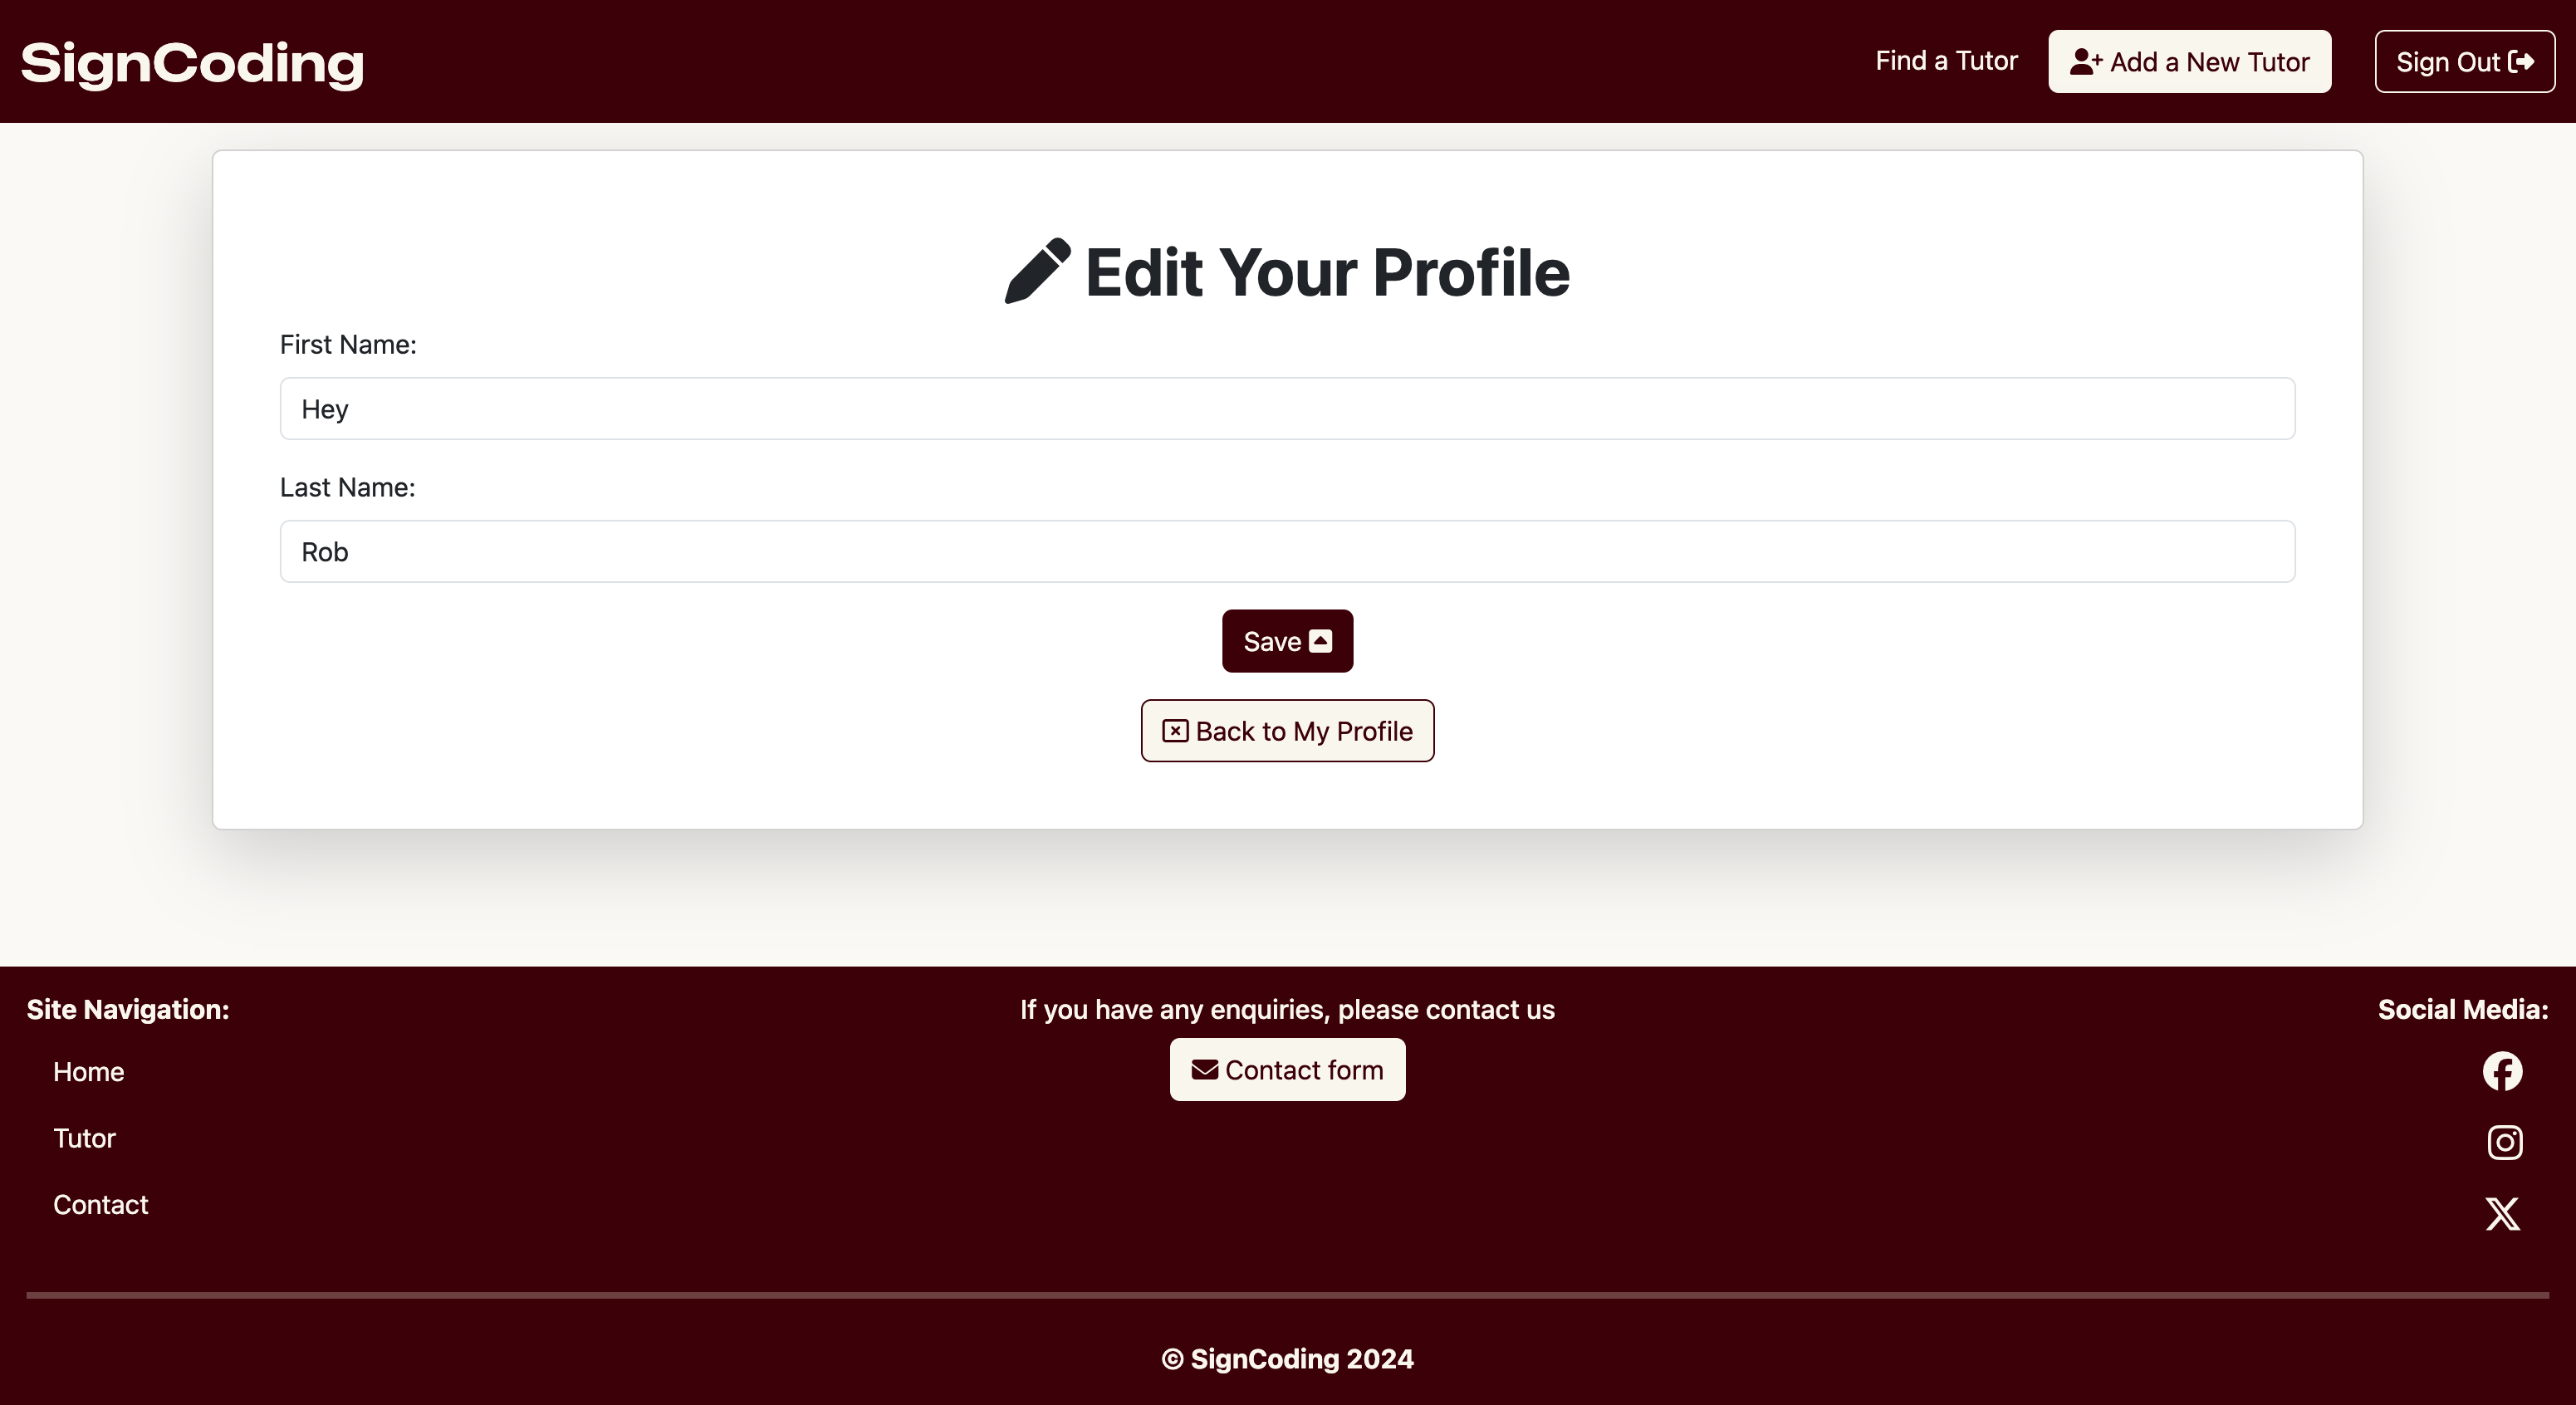 SignCoding
Find a Tutor
Add a New Tutor
Sign Out
Edit Your Profile
First Name:
Hey
Last Name:
Rob
Save
Back to My Profile
Site Navigation:
Home
Tutor
Contact
If you have any enquiries, please contact us
Contact form
Social Media:
© SignCoding 2024